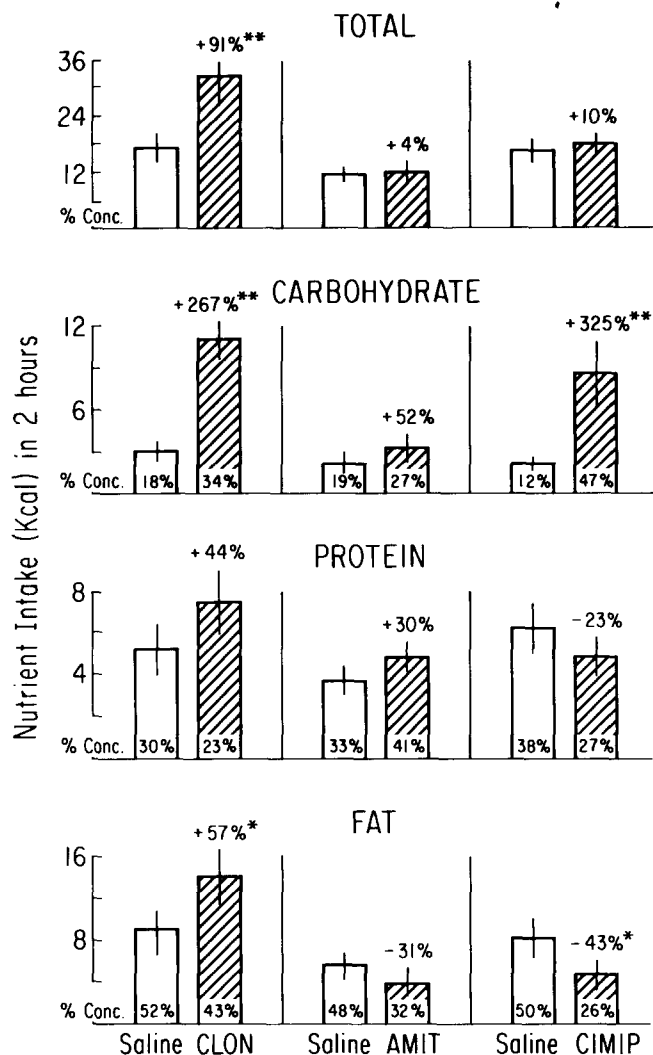 TOTAL
+91%**
36
24
+4%
+10%
12
% Conc.
CARBOHYDRATE
+267%**
+325%**
12
6
+52%
% Conc. 18% 34% 19% 27% 12% 47%
PROTEIN
+44%
8
+30%
-23%
4
% Conc. 30% 23% 33% 41% 38% 27%
FAT
+57%*
16
-31%
-43%*
8
% Conc. 52% 43% 48% 32% 50% 26%
Saline CLON Saline AMIT Saline CIMIP
Nutrient Intake (Kcal) in 2 hours